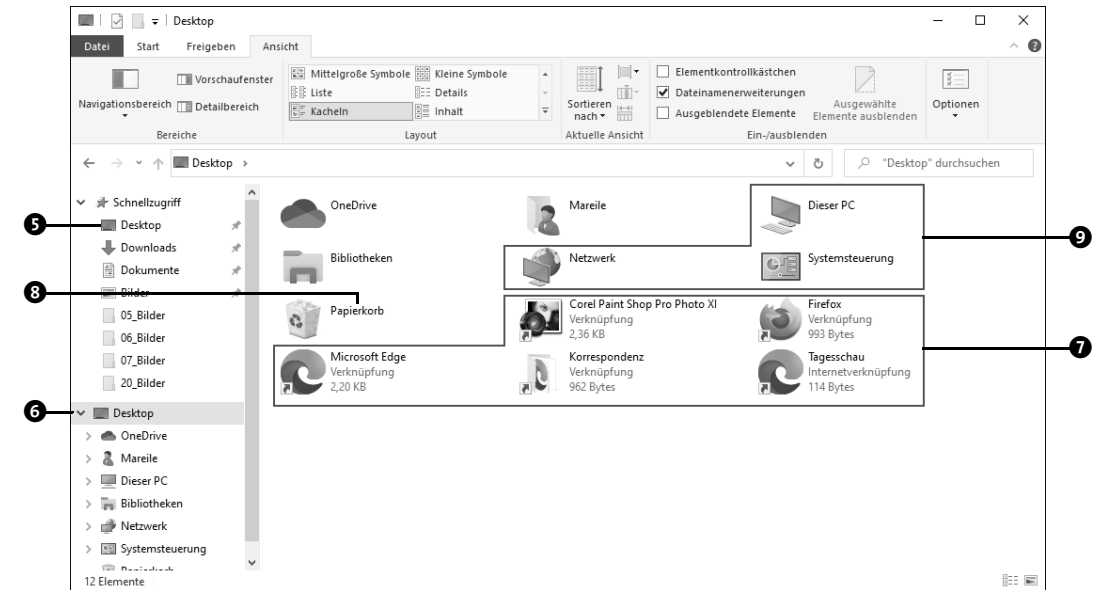 Desktop
Datei Start Freigeben Ansicht
Navigationsbereich
Vorschaufenster
Detailbereich
Bereiche
Mittelgroße Symbole Kleine Symbole
Liste Details
Kacheln Inhalt
Layout
Sortieren
nach
Aktuelle Ansicht
Elementkontrollkästchen
Dateinamenerweiterungen
Ausgeblendete Elemente
Ausgewählte
Elemente ausblenden
Ein-/ausblenden
Optionen
Desktop
"Desktop" durchsuchen
Schnellzugriff
5 Desktop
Downloads
Dokumente
Bilder
05_Bilder
06_Bilder
07_Bilder
20_Bilder
6 Desktop
OneDrive
Mareile
Dieser PC
Bibliotheken
Netzwerk
Systemsteuerung
Papierkorb
OneDrive
Mareile
Dieser PC
9
Bibliotheken
Netzwerk
Systemsteuerung
8
Papierkorb
Corel Paint Shop Pro Photo XI
Verknüpfung
2,36 KB
Firefox
Verknüpfung
993 Bytes
7
Microsoft Edge
Verknüpfung
2,20 KB
Korrespondenz
Verknüpfung
962 Bytes
Tagesschau
Internetverknüpfung
114 Bytes
12 Elemente